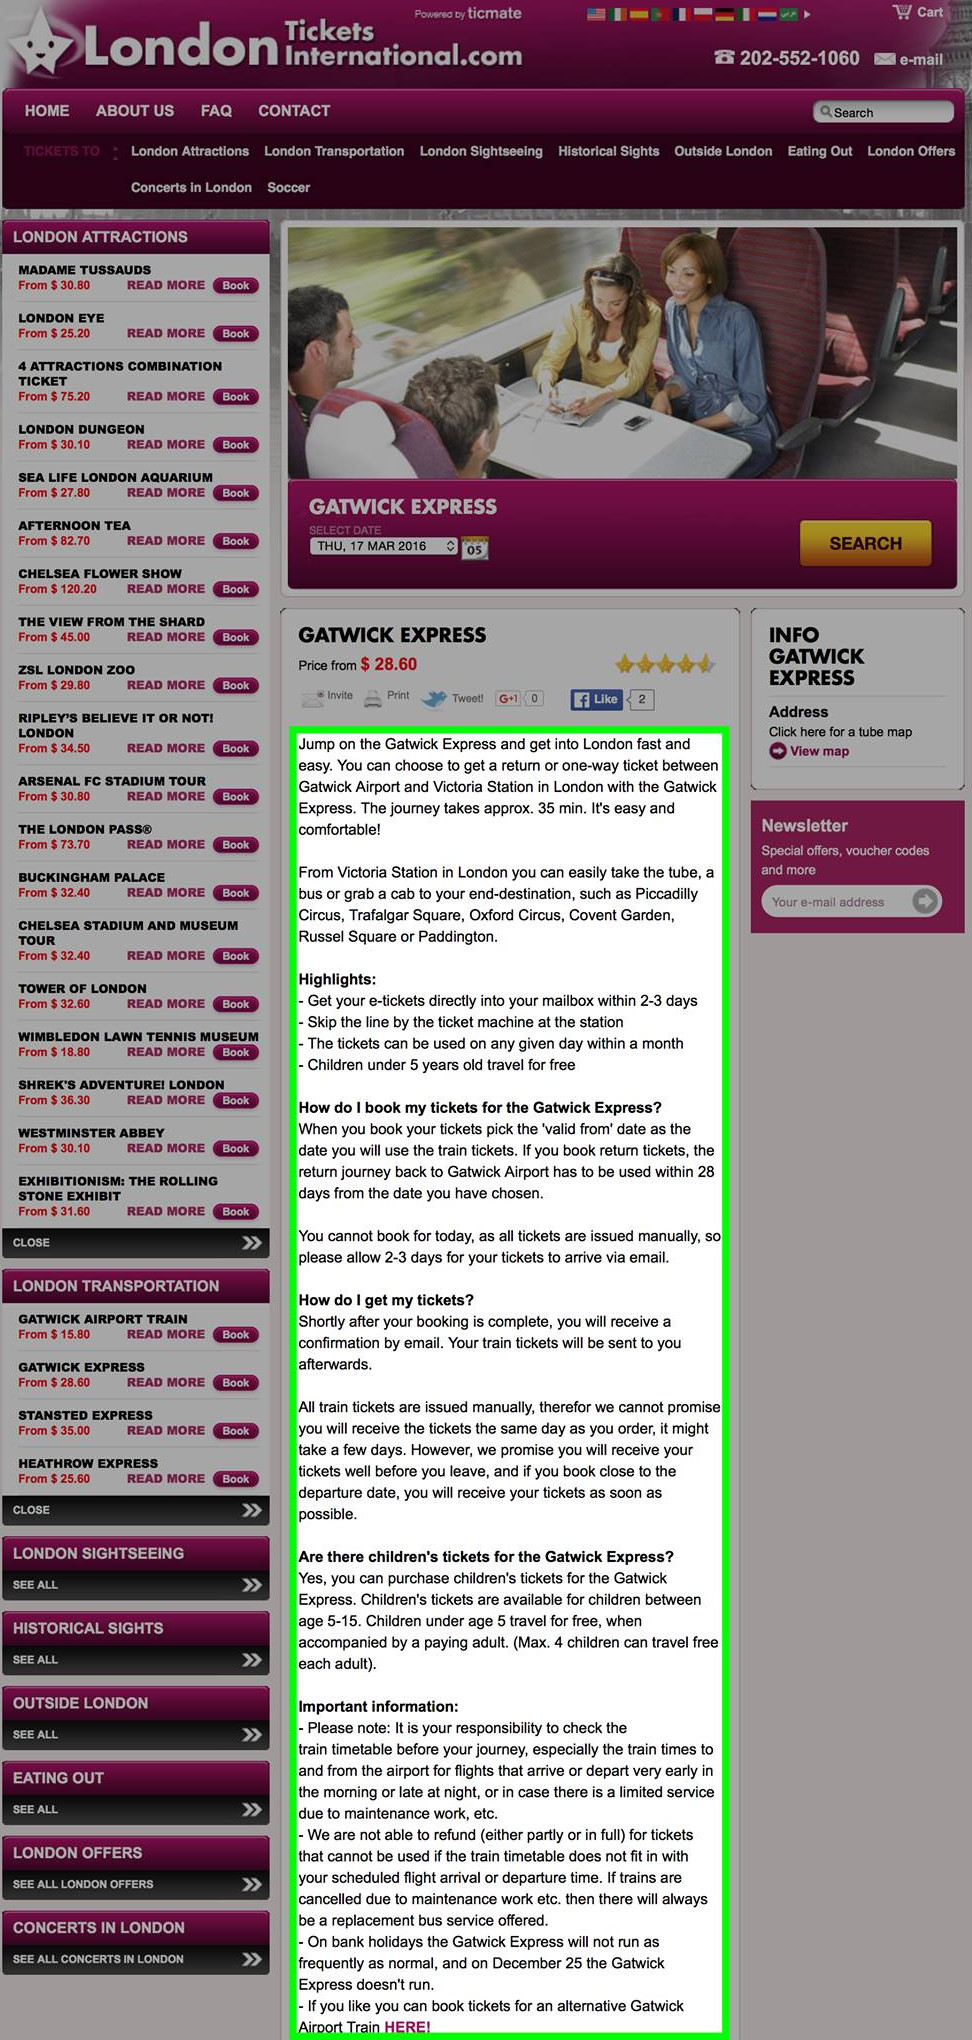 Powered by ticmate
Cart
London Tickets International.com
202-552-1060
e-mail
HOME ABOUT US FAQ CONTACT
Search
TICKETS TO London Attractions London Transportation London Sightseeing Historical Sights Outside London Eating Out London Offers
Concerts in London Soccer
LONDON ATTRACTIONS
MADAME TUSSAUDS
From $ 30.80 READ MORE Book
LONDON EYE
From $ 25.20 READ MORE Book
4 ATTRACTIONS COMBINATION
TICKET
From $ 75.20 READ MORE Book
LONDON DUNGEON
From $ 30.10 READ MORE Book
SEA LIFE LONDON AQUARIUM
From $ 27.80 READ MORE Book
AFTERNOON TEA
From $ 82.70 READ MORE Book
CHELSEA FLOWER SHOW
From $ 120.20 READ MORE Book
THE VIEW FROM THE SHARD
From $ 45.00 READ MORE Book
ZSL LONDON ZOO
From $ 29.80 READ MORE Book
RIPLEY'S BELIEVE IT OR NOT!
LONDON
From $ 34.50 READ MORE Book
ARSENAL FC STADIUM TOUR
From $ 30.80 READ MORE Book
THE LONDON PASS®
From $ 73.70 READ MORE Book
BUCKINGHAM PALACE
From $ 32.40 READ MORE Book
CHELSEA STADIUM AND MUSEUM
TOUR
From $ 32.40 READ MORE Book
TOWER OF LONDON
From $ 32.60 READ MORE Book
WIMBLEDON LAWN TENNIS MUSEUM
From $ 18.80 READ MORE Book
SHREK'S ADVENTURE! LONDON
From $ 36.30 READ MORE Book
WESTMINSTER ABBEY
From $ 30.10 READ MORE Book
EXHIBITIONISM: THE ROLLING
STONE EXHIBIT
From $ 31.60 READ MORE Book
CLOSE
LONDON TRANSPORTATION
GATWICK AIRPORT TRAIN
From $ 15.80 READ MORE Book
GATWICK EXPRESS
From $ 28.60 READ MORE Book
STANSTED EXPRESS
From $ 35.00 READ MORE Book
HEATHROW EXPRESS
From $ 25.60 READ MORE Book
CLOSE
LONDON SIGHTSEEING
SEE ALL
HISTORICAL SIGHTS
SEE ALL
OUTSIDE LONDON
SEE ALL
EATING OUT
SEE ALL
LONDON OFFERS
SEE ALL LONDON OFFERS
CONCERTS IN LONDON
SEE ALL CONCERTS IN LONDON
GATWICK EXPRESS
SELECT DATE
THU, 17 MAR 2016
05
SEARCH
GATWICK EXPRESS
Price from $ 28.60
Invite Print Tweet! G+1 0 Like 2
Jump on the Gatwick Express and get into London fast and
easy. You can choose to get a return or one-way ticket between
Gatwick Airport and Victoria Station in London with the Gatwick
Express. The journey takes approx. 35 min. It's easy and
comfortable!
From Victoria Station in London you can easily take the tube, a
bus or grab a cab to your end-destination, such as Piccadilly
Circus, Trafalgar Square, Oxford Circus, Covent Garden,
Russel Square or Paddington.
Highlights:
- Get your e-tickets directly into your mailbox within 2-3 days
- Skip the line by the ticket machine at the station
- The tickets can be used on any given day within a month
- Children under 5 years old travel for free
How do I book my tickets for the Gatwick Express?
When you book your tickets pick the 'valid from' date as the
date you will use the train tickets. If you book return tickets, the
return journey back to Gatwick Airport has to be used within 28
days from the date you have chosen.
You cannot book for today, as all tickets are issued manually, so
please allow 2-3 days for your tickets to arrive via email.
How do I get my tickets?
Shortly after your booking is complete, you will receive a
confirmation by email. Your train tickets will be sent to you
afterwards.
All train tickets are issued manually, therefor we cannot promise
you will receive the tickets the same day as you order, it might
take a few days. However, we promise you will receive your
tickets well before you leave, and if you book close to the
departure date, you will receive your tickets as soon as
possible.
Are there children's tickets for the Gatwick Express?
Yes, you can purchase children's tickets for the Gatwick
Express. Children's tickets are available for children between
age 5-15. Children under age 5 travel for free, when
accompanied by a paying adult. (Max. 4 children can travel free
each adult).
Important information:
- Please note: It is your responsibility to check the
train timetable before your journey, especially the train times to
and from the airport for flights that arrive or depart very early in
the morning or late at night, or in case there is a limited service
due to maintenance work, etc.
- We are not able to refund (either partly or in full) for tickets
that cannot be used if the train timetable does not fit in with
your scheduled flight arrival or departure time. If trains are
cancelled due to maintenance work etc. then there will always
be a replacement bus service offered.
- On bank holidays the Gatwick Express will not run as
frequently as normal, and on December 25 the Gatwick
Express doesn't run.
- If you like you can book tickets for an alternative Gatwick
Airport Train HERE!
INFO
GATWICK
EXPRESS
Address
Click here for a tube map
View map
Newsletter
Special offers, voucher codes
and more
Your e-mail address